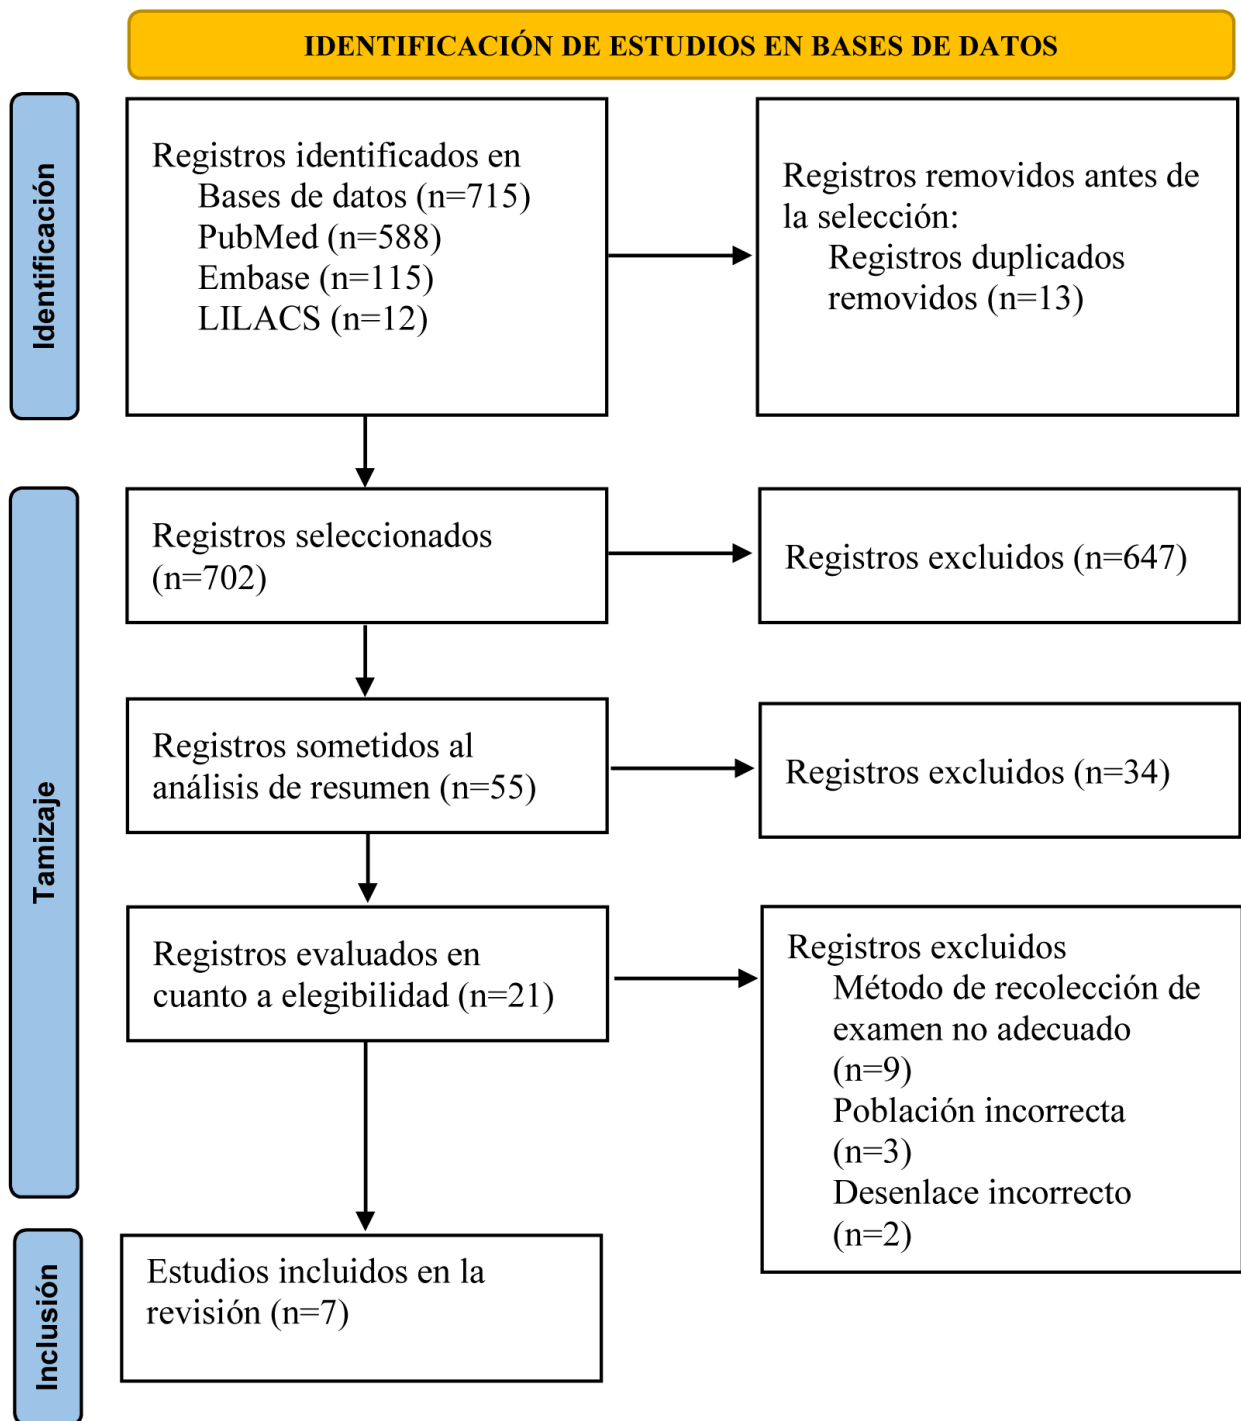 IDENTIFICACIÓN DE ESTUDIOS EN BASES DE DATOS
Identificación
Registros identificados en
Bases de datos (n=715)
PubMed (n=588)
Embase (n=115)
LILACS (n=12)
Registros removidos antes de
la selección:
Registros duplicados
removidos (n=13)
Tamizaje
Registros seleccionados
(n=702)
Registros excluidos (n=647)
Registros sometidos al
análisis de resumen (n=55)
Registros excluidos (n=34)
Registros evaluados en
cuanto a elegibilidad (n=21)
Registros excluidos
Método de recolección de
examen no adecuado
(n=9)
Población incorrecta
(n=3)
Desenlace incorrecto
(n=2)
Inclusión
Estudios incluidos en la
revisión (n=7)